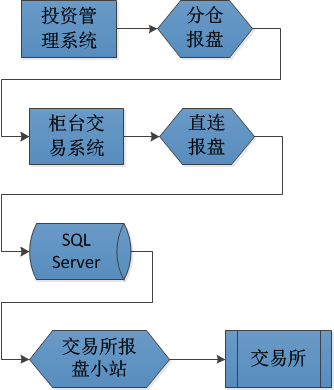 投资管
理系统
分仓
报盘
柜台交
易系统
直连
报盘
SQL
Server
交易所报
盘小站
交易所